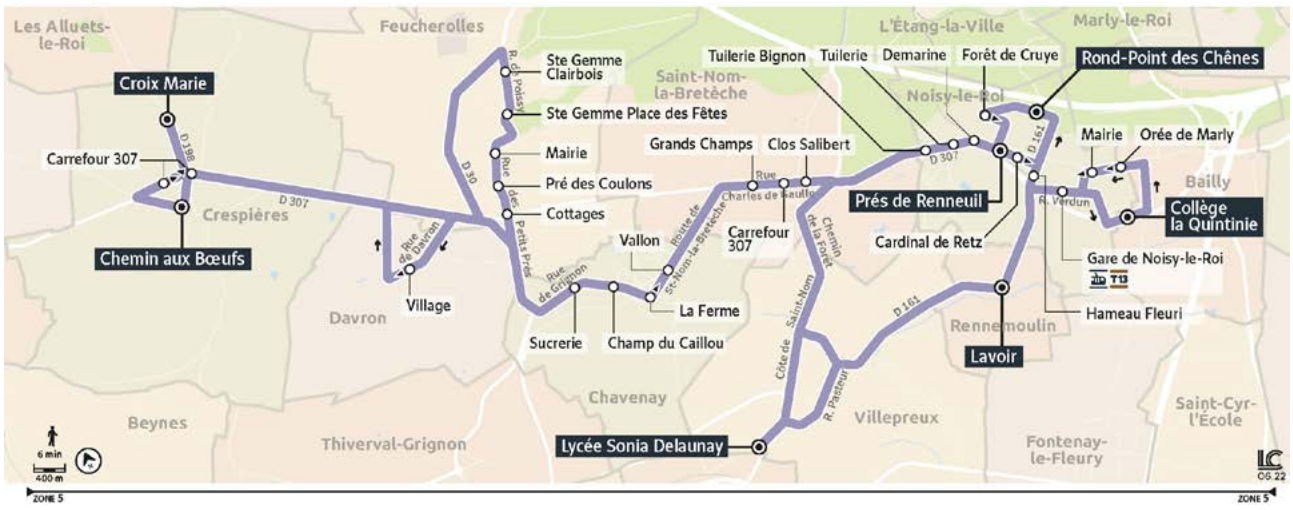 Les Alluets-
le-Roi
Feucherolles
L'Étang-la-Ville
Marly-le-Roi
Croix Marie
R. de Poissy
Ste Gemme
Clairbois
Saint-Nom-
la-Bretèche
Tuilerie Bignon
Tuilerie
Demarine
Forêt de Cruye
Rond-Point des Chênes
Noisy-le-Roi
Ste Gemme Place des Fêtes
D 198
Carrefour 307
D 30
Mairie
Rue
des
Petits Prés
Pré des Coulons
Cottages
Grands Champs
Clos Salibert
Rue
Charles de Gaulle
Carrefour
307
D 307
D 161
Mairie
Orée de Marly
Bailly
Crespières
D 307
Chemin aux Bœufs
Rue
de Davron
Village
Davron
Vallon
Route de
St-Nom-la-Bretèche
Chemin
de la Forêt
Prés de Renneuil
Cardinal de Retz
R. Verdun
Collège
la Quintinie
Gare de Noisy-le-Roi
T13
Hameau Fleuri
Rue
de Grignon
La Ferme
Sucrerie
Champ du Caillou
Côte de Saint-Nom
D 161
Rennemoulin
Lavoir
Chavenay
R. Pasteur
Villepreux
Beynes
Thiverval-Grignon
Lycée Sonia Delaunay
Fontenay-
le-Fleury
Saint-Cyr-
l'École
6 min
400 m
LC
06.22
ZONE 5
ZONE 5